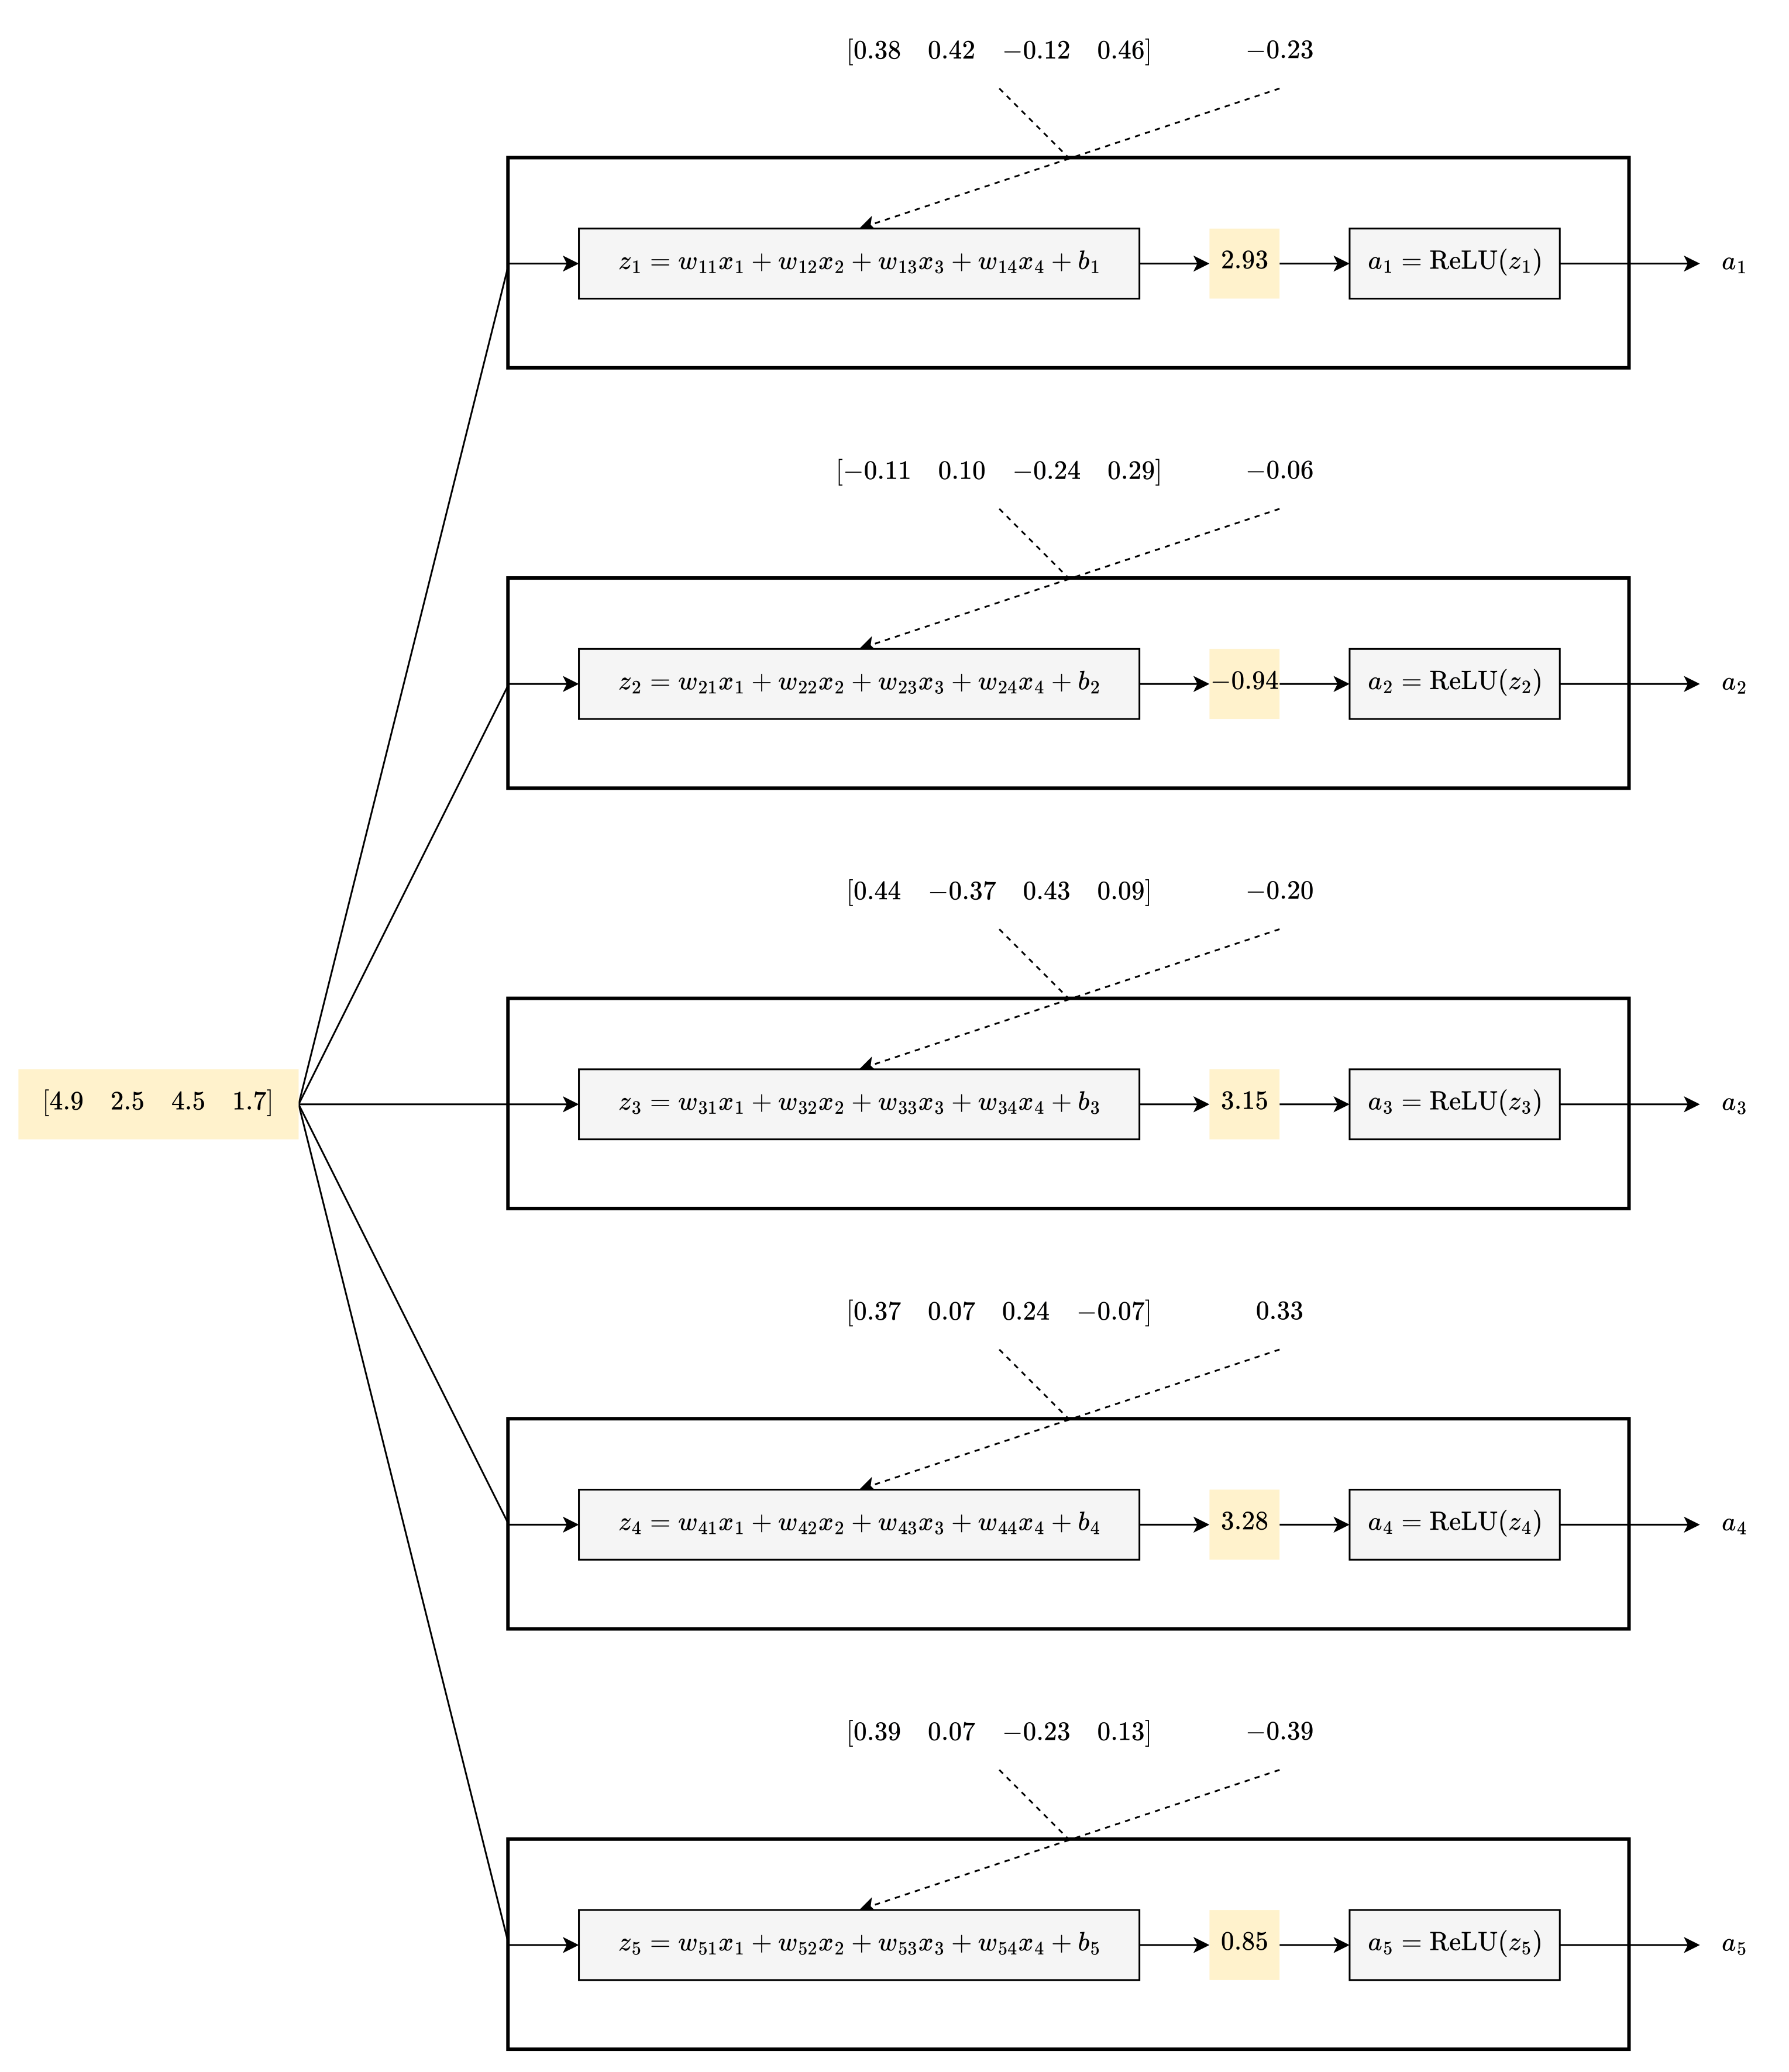 [0.38 0.42 −0.12 0.46] −0.23
z₁ = w₁₁x₁ + w₁₂x₂ + w₁₃x₃ + w₁₄x₄ + b₁ 2.93 a₁ = ReLU(z₁) a₁
[−0.11 0.10 −0.24 0.29] −0.06
z₂ = w₂₁x₁ + w₂₂x₂ + w₂₃x₃ + w₂₄x₄ + b₂ −0.94 a₂ = ReLU(z₂) a₂
[0.44 −0.37 0.43 0.09] −0.20
[4.9 2.5 4.5 1.7] z₃ = w₃₁x₁ + w₃₂x₂ + w₃₃x₃ + w₃₄x₄ + b₃ 3.15 a₃ = ReLU(z₃) a₃
[0.37 0.07 0.24 −0.07] 0.33
z₄ = w₄₁x₁ + w₄₂x₂ + w₄₃x₃ + w₄₄x₄ + b₄ 3.28 a₄ = ReLU(z₄) a₄
[0.39 0.07 −0.23 0.13] −0.39
z₅ = w₅₁x₁ + w₅₂x₂ + w₅₃x₃ + w₅₄x₄ + b₅ 0.85 a₅ = ReLU(z₅) a₅